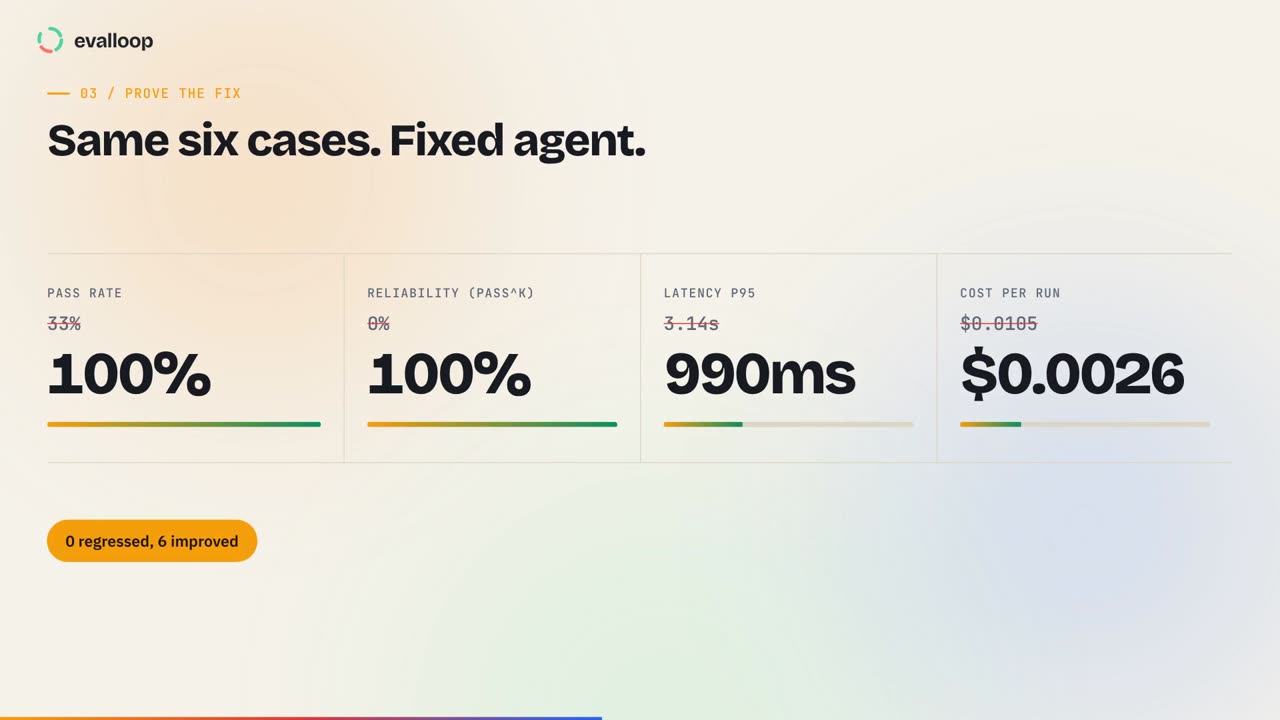 evalloop
03 / PROVE THE FIX
Same six cases. Fixed agent.
PASS RATE
33%
100%
RELIABILITY (PASS^K)
0%
100%
LATENCY P95
3.14s
990ms
COST PER RUN
$0.0105
$0.0026
0 regressed, 6 improved